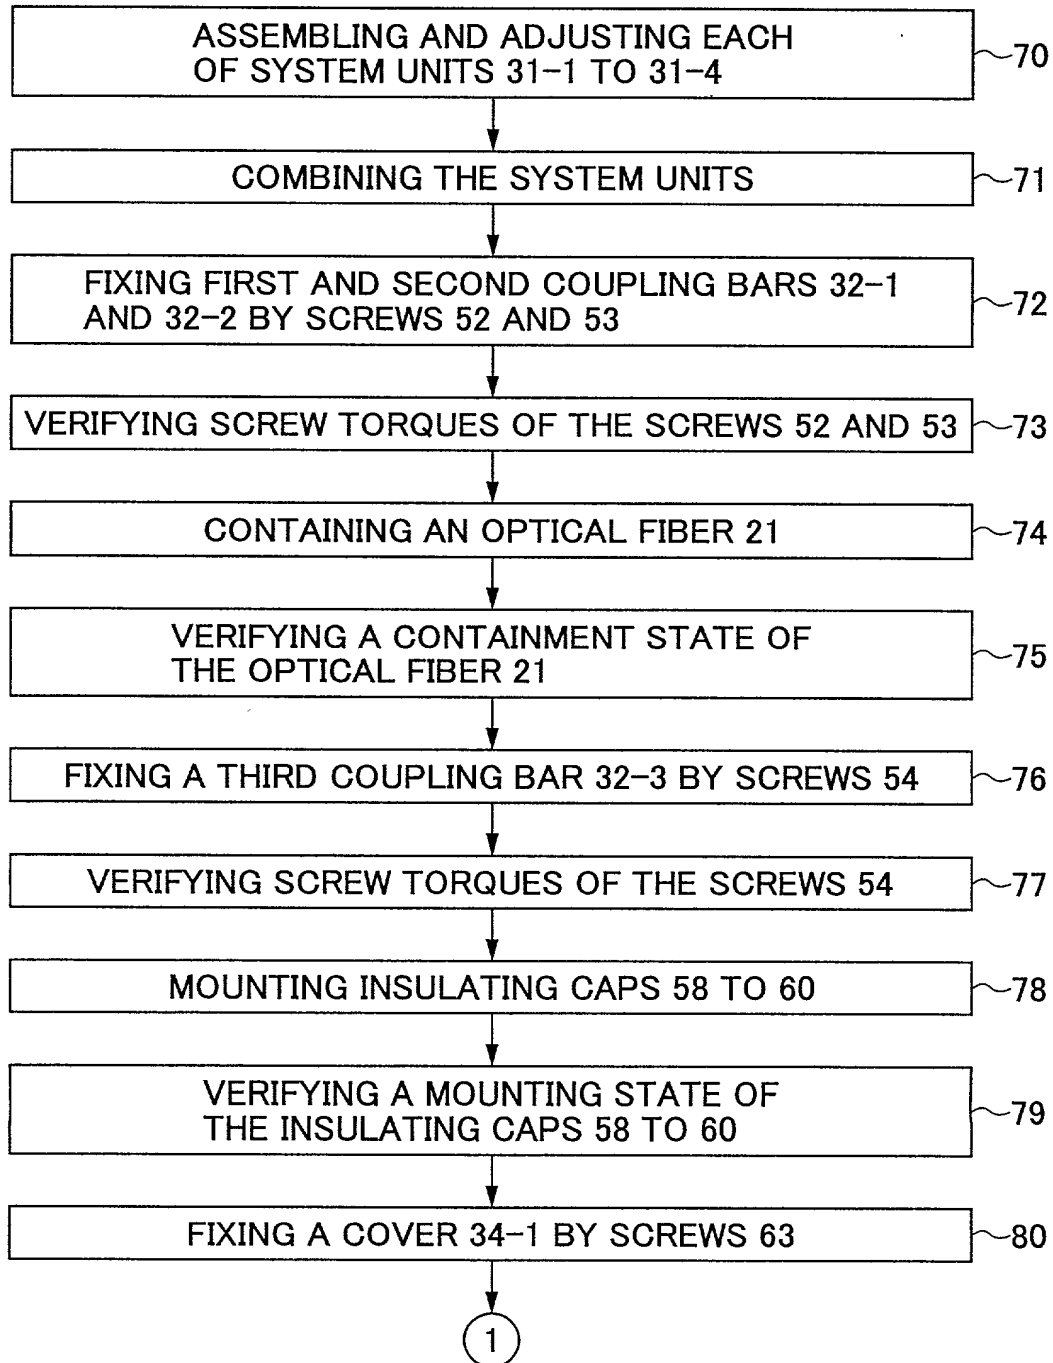 ASSEMBLING AND ADJUSTING EACH
OF SYSTEM UNITS 31-1 TO 31-4
70
COMBINING THE SYSTEM UNITS
71
FIXING FIRST AND SECOND COUPLING BARS 32-1
AND 32-2 BY SCREWS 52 AND 53
72
VERIFYING SCREW TORQUES OF THE SCREWS 52 AND 53
73
CONTAINING AN OPTICAL FIBER 21
74
VERIFYING A CONTAINMENT STATE OF
THE OPTICAL FIBER 21
75
FIXING A THIRD COUPLING BAR 32-3 BY SCREWS 54
76
VERIFYING SCREW TORQUES OF THE SCREWS 54
77
MOUNTING INSULATING CAPS 58 TO 60
78
VERIFYING A MOUNTING STATE OF
THE INSULATING CAPS 58 TO 60
79
FIXING A COVER 34-1 BY SCREWS 63
80
1